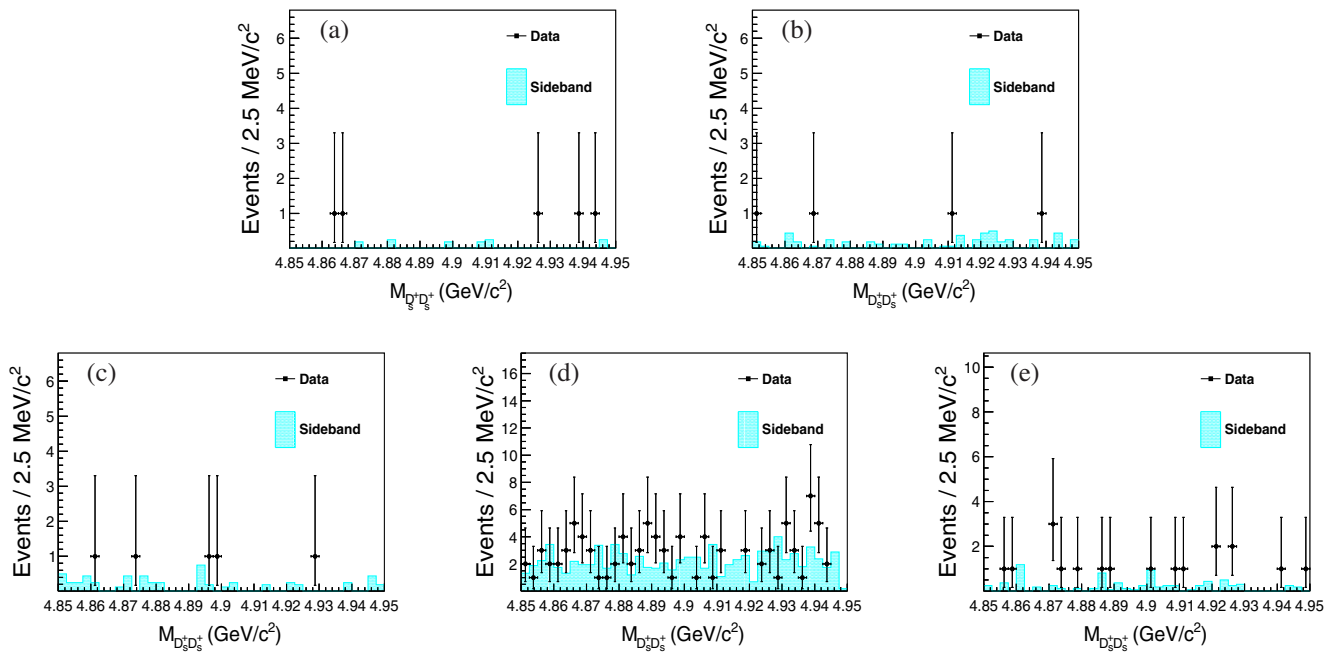 (a)
Data
Sideband
Events / 2.5 MeV/c²
6
5
4
3
2
1
4.85 4.86 4.87 4.88 4.89 4.9 4.91 4.92 4.93 4.94 4.95
M_{D_s^+D_s^+} (GeV/c²)
(b)
Data
Sideband
Events / 2.5 MeV/c²
6
5
4
3
2
1
4.85 4.86 4.87 4.88 4.89 4.9 4.91 4.92 4.93 4.94 4.95
M_{D_s^+D_s^+} (GeV/c²)
(c)
Data
Sideband
Events / 2.5 MeV/c²
6
5
4
3
2
1
4.85 4.86 4.87 4.88 4.89 4.9 4.91 4.92 4.93 4.94 4.95
M_{D_s^+D_s^+} (GeV/c²)
(d)
Data
Sideband
Events / 2.5 MeV/c²
16
14
12
10
8
6
4
2
4.85 4.86 4.87 4.88 4.89 4.9 4.91 4.92 4.93 4.94 4.95
M_{D_s^+D_s^+} (GeV/c²)
(e)
Data
Sideband
Events / 2.5 MeV/c²
10
8
6
4
2
4.85 4.86 4.87 4.88 4.89 4.9 4.91 4.92 4.93 4.94 4.95
M_{D_s^+D_s^+} (GeV/c²)